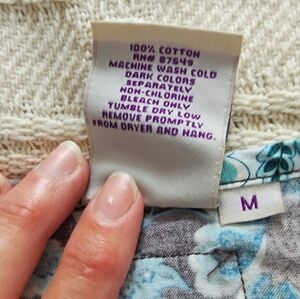 100% COTTON
RN# 87549
MACHINE WASH COLD
DARK COLORS
SEPARATELY
NON-CHLORINE
BLEACH ONLY
TUMBLE DRY LOW
REMOVE PROMPTLY
FROM DRYER AND HANG.
M